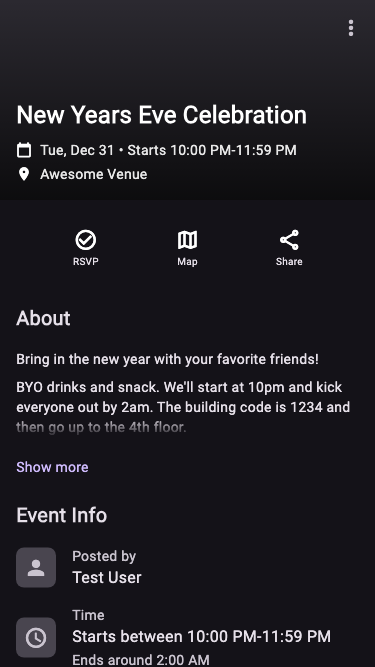 New Years Eve Celebration
Tue, Dec 31 • Starts 10:00 PM-11:59 PM
Awesome Venue
RSVP
Map
Share
About
Bring in the new year with your favorite friends!
BYO drinks and snack. We'll start at 10pm and kick
everyone out by 2am. The building code is 1234 and
then go up to the 4th floor.
Show more
Event Info
Posted by
Test User
Time
Starts between 10:00 PM-11:59 PM
Ends around 2:00 AM